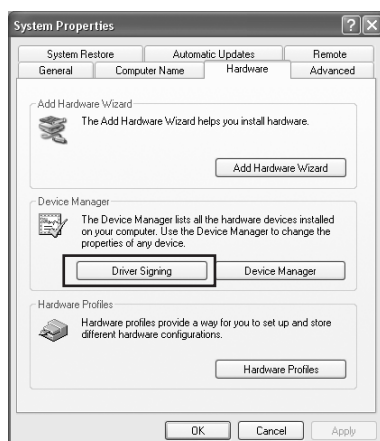 System Properties
System Restore Automatic Updates Remote
General Computer Name Hardware Advanced
Add Hardware Wizard
The Add Hardware Wizard helps you install hardware.
Add Hardware Wizard
Device Manager
The Device Manager lists all the hardware devices installed
on your computer. Use the Device Manager to change the
properties of any device.
Driver Signing Device Manager
Hardware Profiles
Hardware profiles provide a way for you to set up and store
different hardware configurations.
Hardware Profiles
OK Cancel Apply